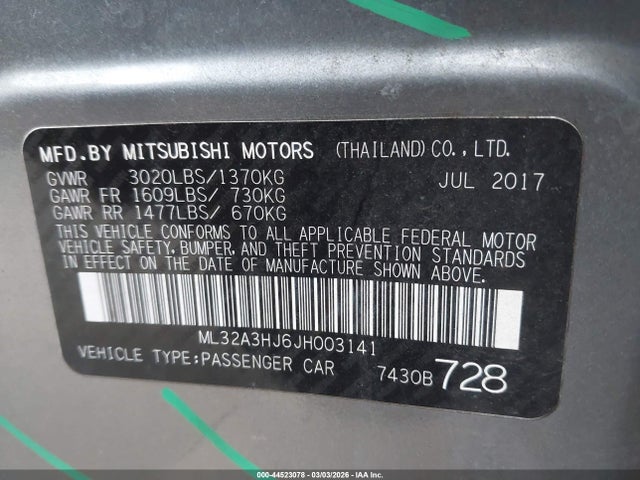 MFD.BY MITSUBISHI MOTORS (THAILAND)CO.,LTD.
GVWR 3020LBS/1370KG JUL 2017
GAWR FR 1609LBS/ 730KG
GAWR RR 1477LBS/ 670KG
THIS VEHICLE CONFORMS TO ALL APPLICABLE FEDERAL MOTOR
VEHICLE SAFETY, BUMPER, AND THEFT PREVENTION STANDARDS
IN EFFECT ON THE DATE OF MANUFACTURE SHOWN ABOVE.
ML32A3HJ6JH003141
VEHICLE TYPE:PASSENGER CAR 7430B 728
000-44523078 - 03/03/2026 - IAA Inc.